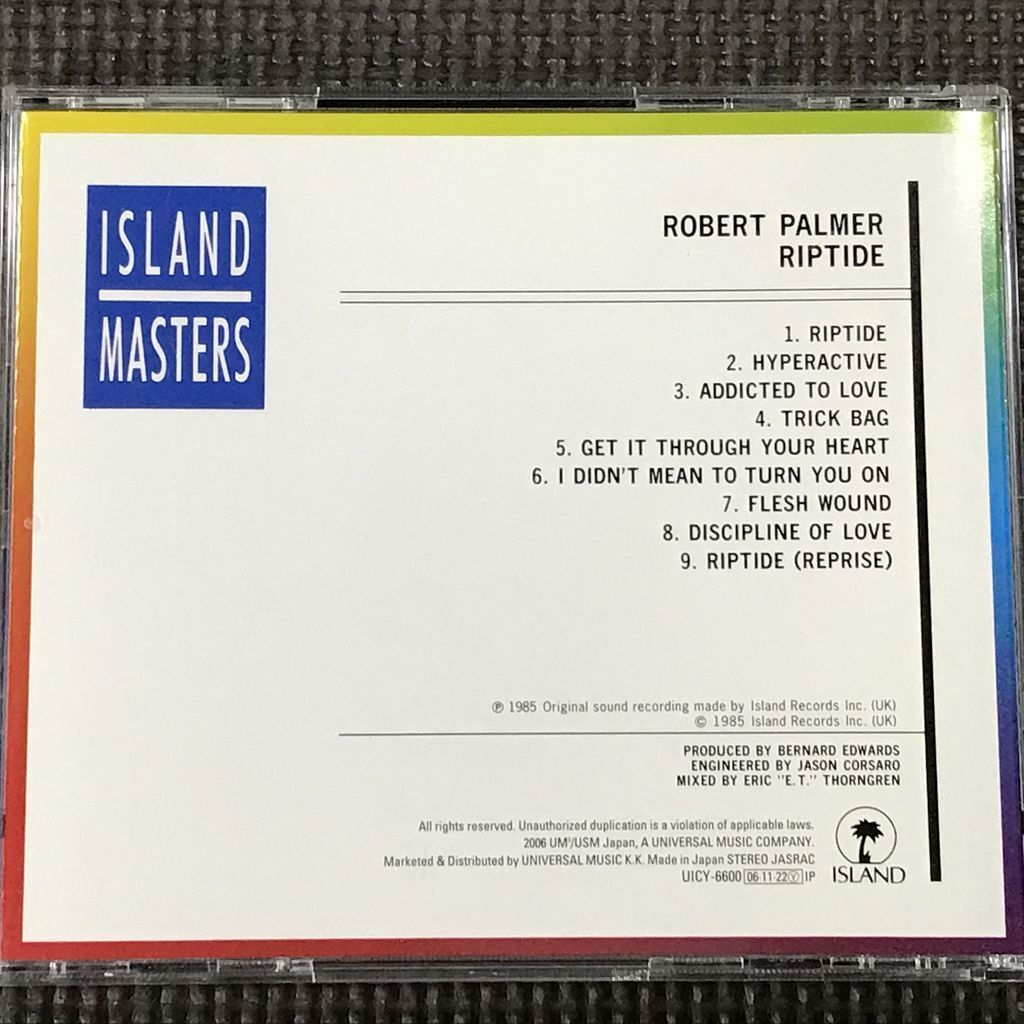 ISLAND
MASTERS
ROBERT PALMER
RIPTIDE
1. RIPTIDE
2. HYPERACTIVE
3. ADDICTED TO LOVE
4. TRICK BAG
5. GET IT THROUGH YOUR HEART
6. I DIDN'T MEAN TO TURN YOU ON
7. FLESH WOUND
8. DISCIPLINE OF LOVE
9. RIPTIDE (REPRISE)
℗ 1985 Original sound recording made by Island Records Inc. (UK)
© 1985 Island Records Inc. (UK)
PRODUCED BY BERNARD EDWARDS
ENGINEERED BY JASON CORSARO
MIXED BY ERIC "E.T." THORNGREN
All rights reserved. Unauthorized duplication is a violation of applicable laws.
2006 UM³/USM Japan, A UNIVERSAL MUSIC COMPANY.
Marketed & Distributed by UNIVERSAL MUSIC K.K. Made in Japan STEREO JASRAC
UICY-6600 06·11·22Ⓨ IP
ISLAND